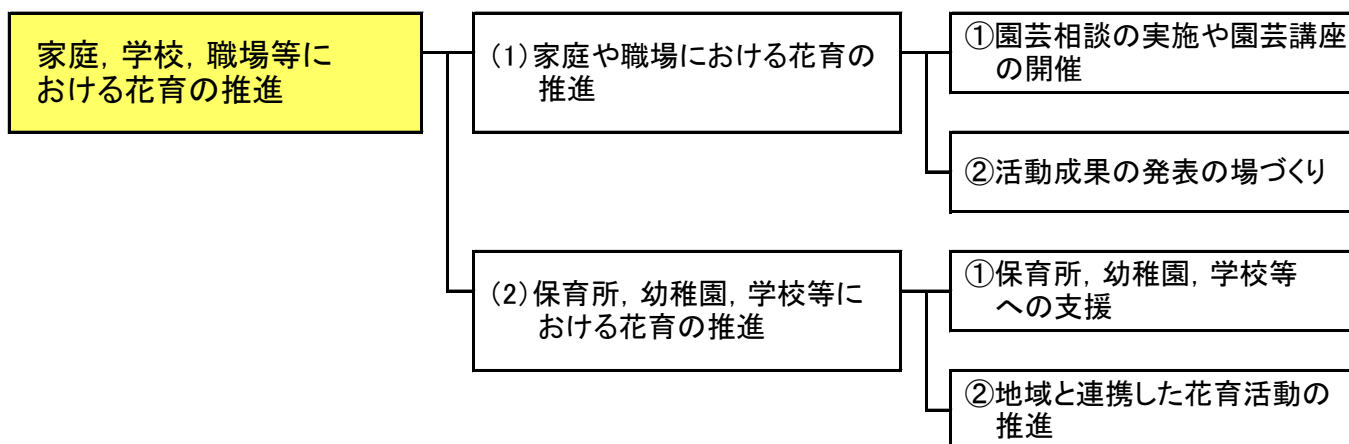 家庭，学校，職場等に
おける花育の推進
(1)家庭や職場における花育の
推進
①園芸相談の実施や園芸講座
の開催
②活動成果の発表の場づくり
(2)保育所，幼稚園，学校等に
おける花育の推進
①保育所，幼稚園，学校等
への支援
②地域と連携した花育活動の
推進